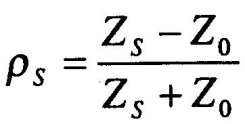 ρ_S = (Z_S − Z_0) / (Z_S + Z_0)